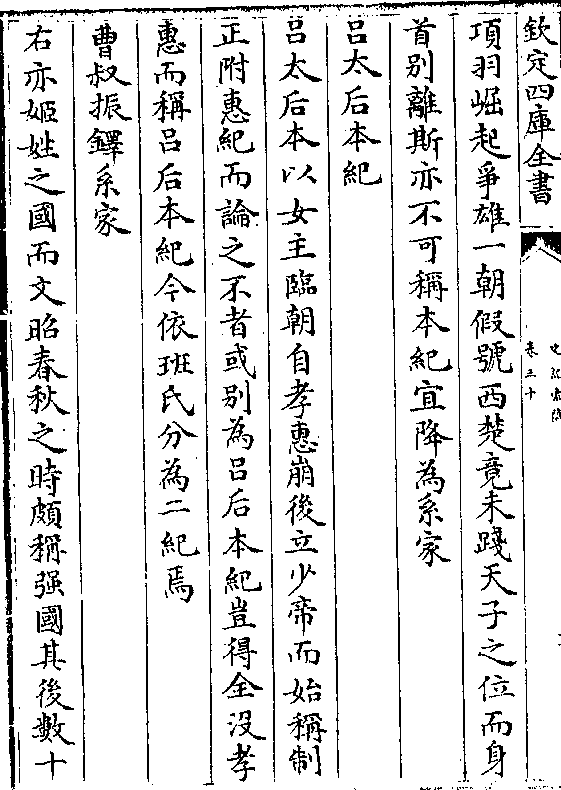 欽定四庫全書
史記索隱
卷三十
項羽崛起爭雄一朝假號西楚竟未踐天子之位而身
首别離斯亦不可稱本紀宜降為系家
吕太后本紀
吕太后本以女主臨朝自孝惠崩後立少帝而始稱制
正附惠紀而論之不者或别為吕后本紀豈得全没孝
惠而稱吕后本紀今依班氏分為二紀焉
曹叔振鐸系家
右亦姬姓之國而文昭春秋之時頗稱强國其後數十